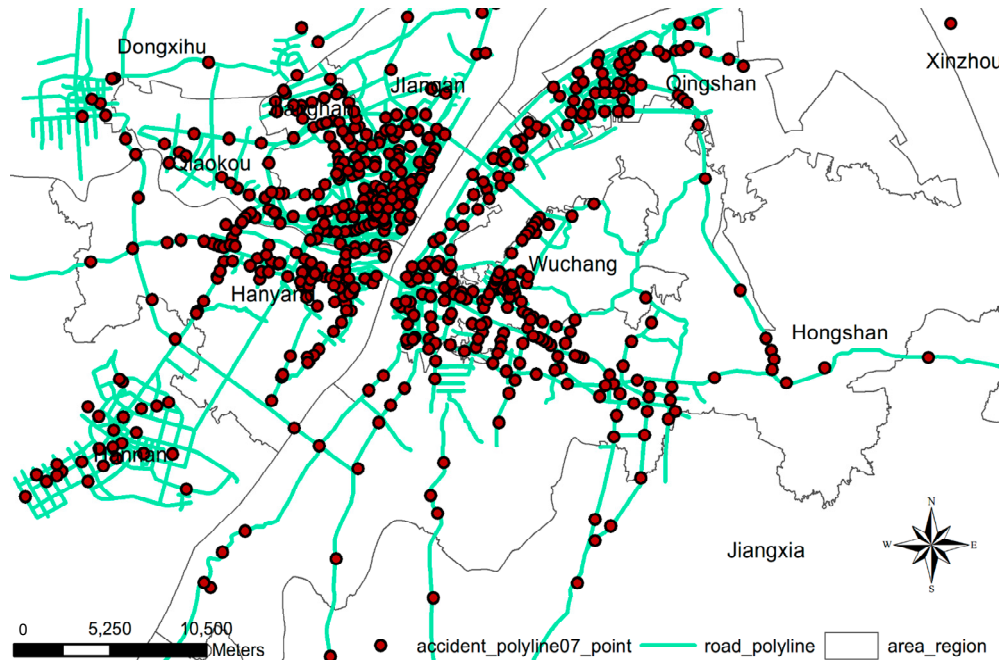 Dongxihu
Xinzhou
Jiangan
Qingshan
Jianghan
Qiaokou
Wuchang
Hanyang
Hongshan
Hannan
N
W E
S
Jiangxia
0 5,250 10,500
Meters
accident_polyline07_point road_polyline area_region